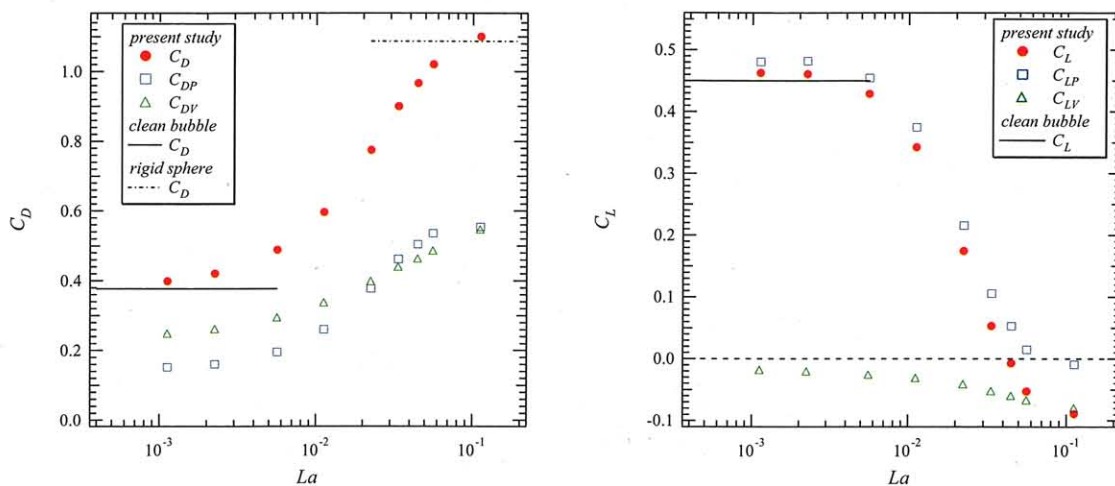 present study
C_D
C_DP
C_DV
clean bubble
C_D
rigid sphere
C_D
1.0
0.8
0.6
0.4
0.2
0.0
C_D
10^-3
10^-2
10^-1
La
present study
C_L
C_LP
C_LV
clean bubble
C_L
0.5
0.4
0.3
0.2
0.1
0.0
-0.1
C_L
10^-3
10^-2
10^-1
La